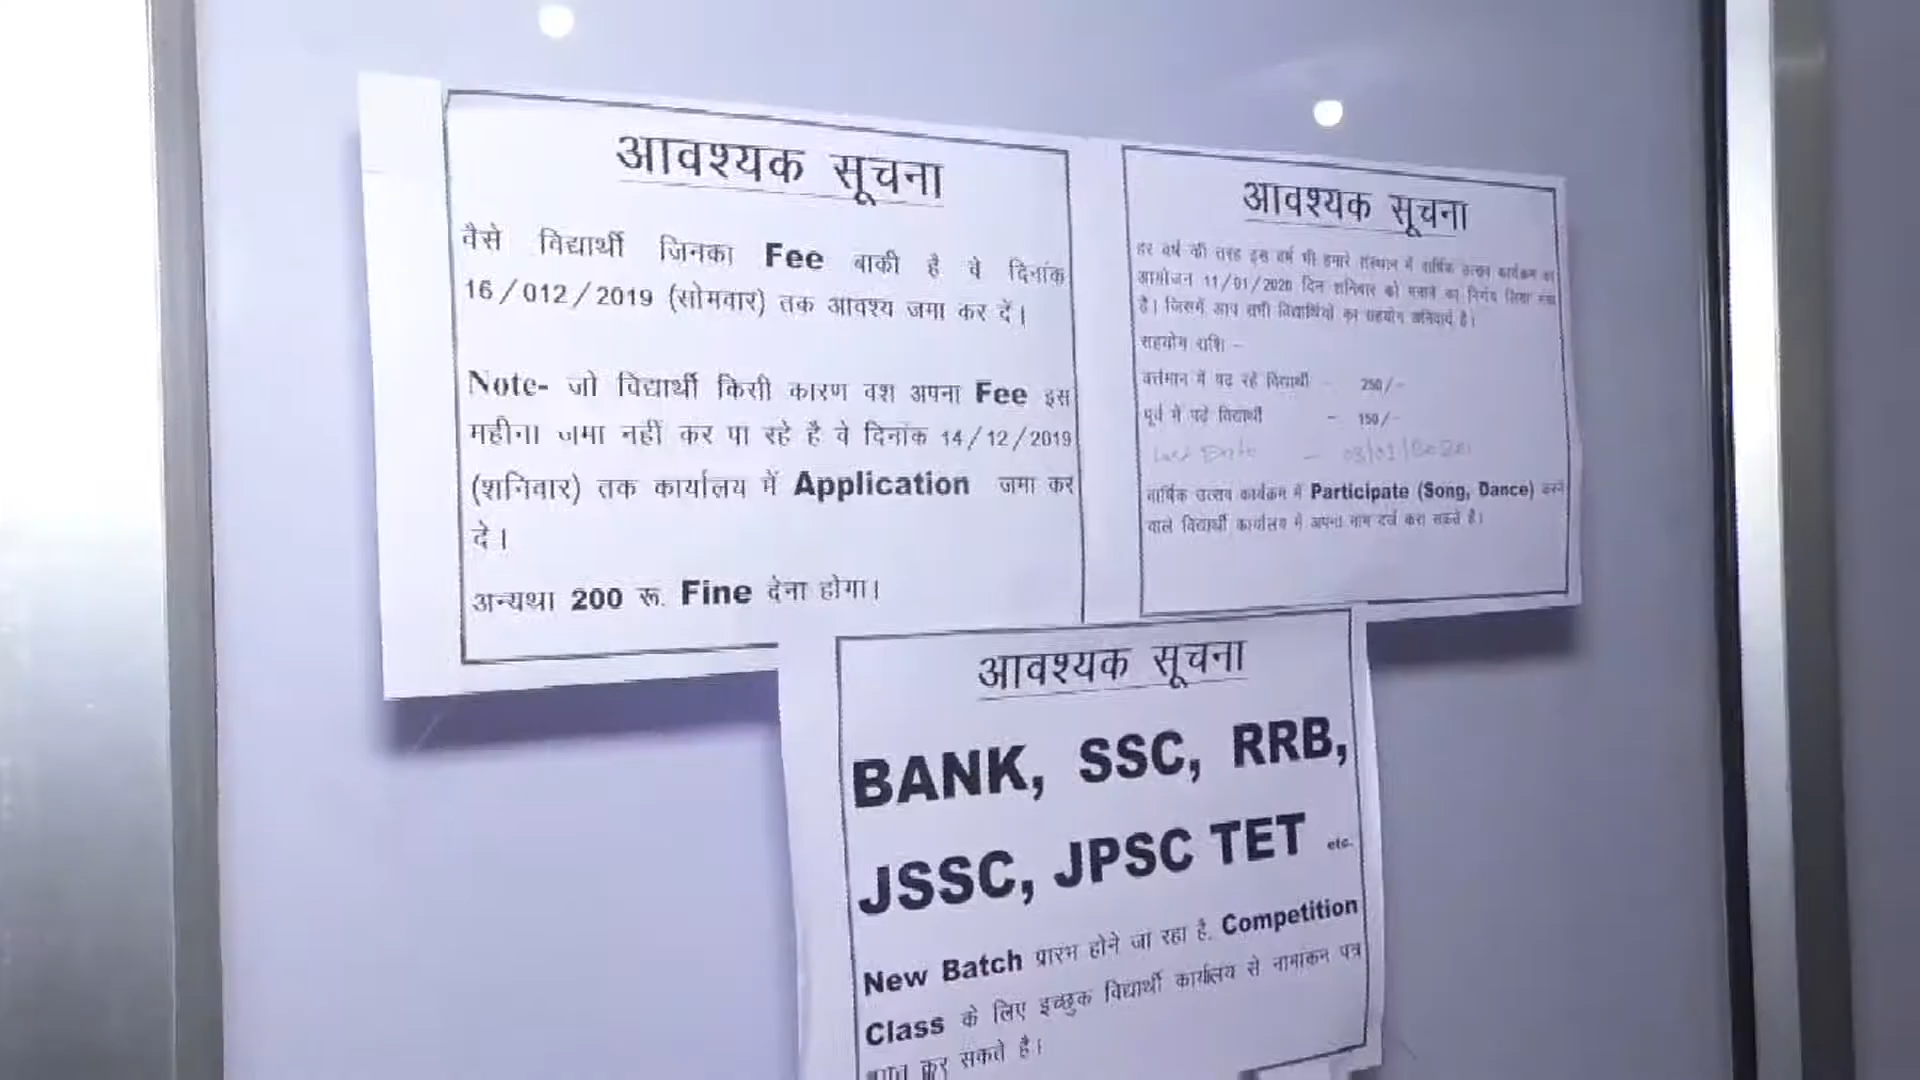 आवश्यक सूचना
वैसे विद्यार्थी जिनका Fee बाकी है वे दिनांक
16/012/2019 (सोमवार) तक आवश्य जमा कर दें।
Note- जो विद्यार्थी किसी कारण वश अपना Fee इस
महीना जमा नहीं कर पा रहे है वे दिनांक 14/12/2019
(शनिवार) तक कार्यालय में Application जमा कर
दे।
अन्यथा 200 रू. Fine देना होगा।
आवश्यक सूचना
हर वर्ष की तरह इस वर्ष भी हमारे संस्थान में वार्षिक उत्सव कार्यक्रम का
आयोजन 11/01/2020 दिन शनिवार को मनाने का निर्णय लिया गया
है। जिसमें आप सभी विद्यार्थियों का सहयोग अनिवार्य है।
सहयोग राशि -
वर्त्तमान में पढ़ रहे विद्यार्थी - 250/-
पूर्व में पढ़े विद्यार्थी - 150/-
Last Date -
वार्षिक उत्सव कार्यक्रम में Participate (Song, Dance) करने
वाले विद्यार्थी कार्यालय में अपना नाम दर्ज करा सकते है।
आवश्यक सूचना
BANK, SSC, RRB,
JSSC, JPSC TET etc.
New Batch प्रारंभ होने जा रहा है. Competition
Class के लिए इच्छुक विद्यार्थी कार्यालय से नामाकंन पत्र
कर सकते है।